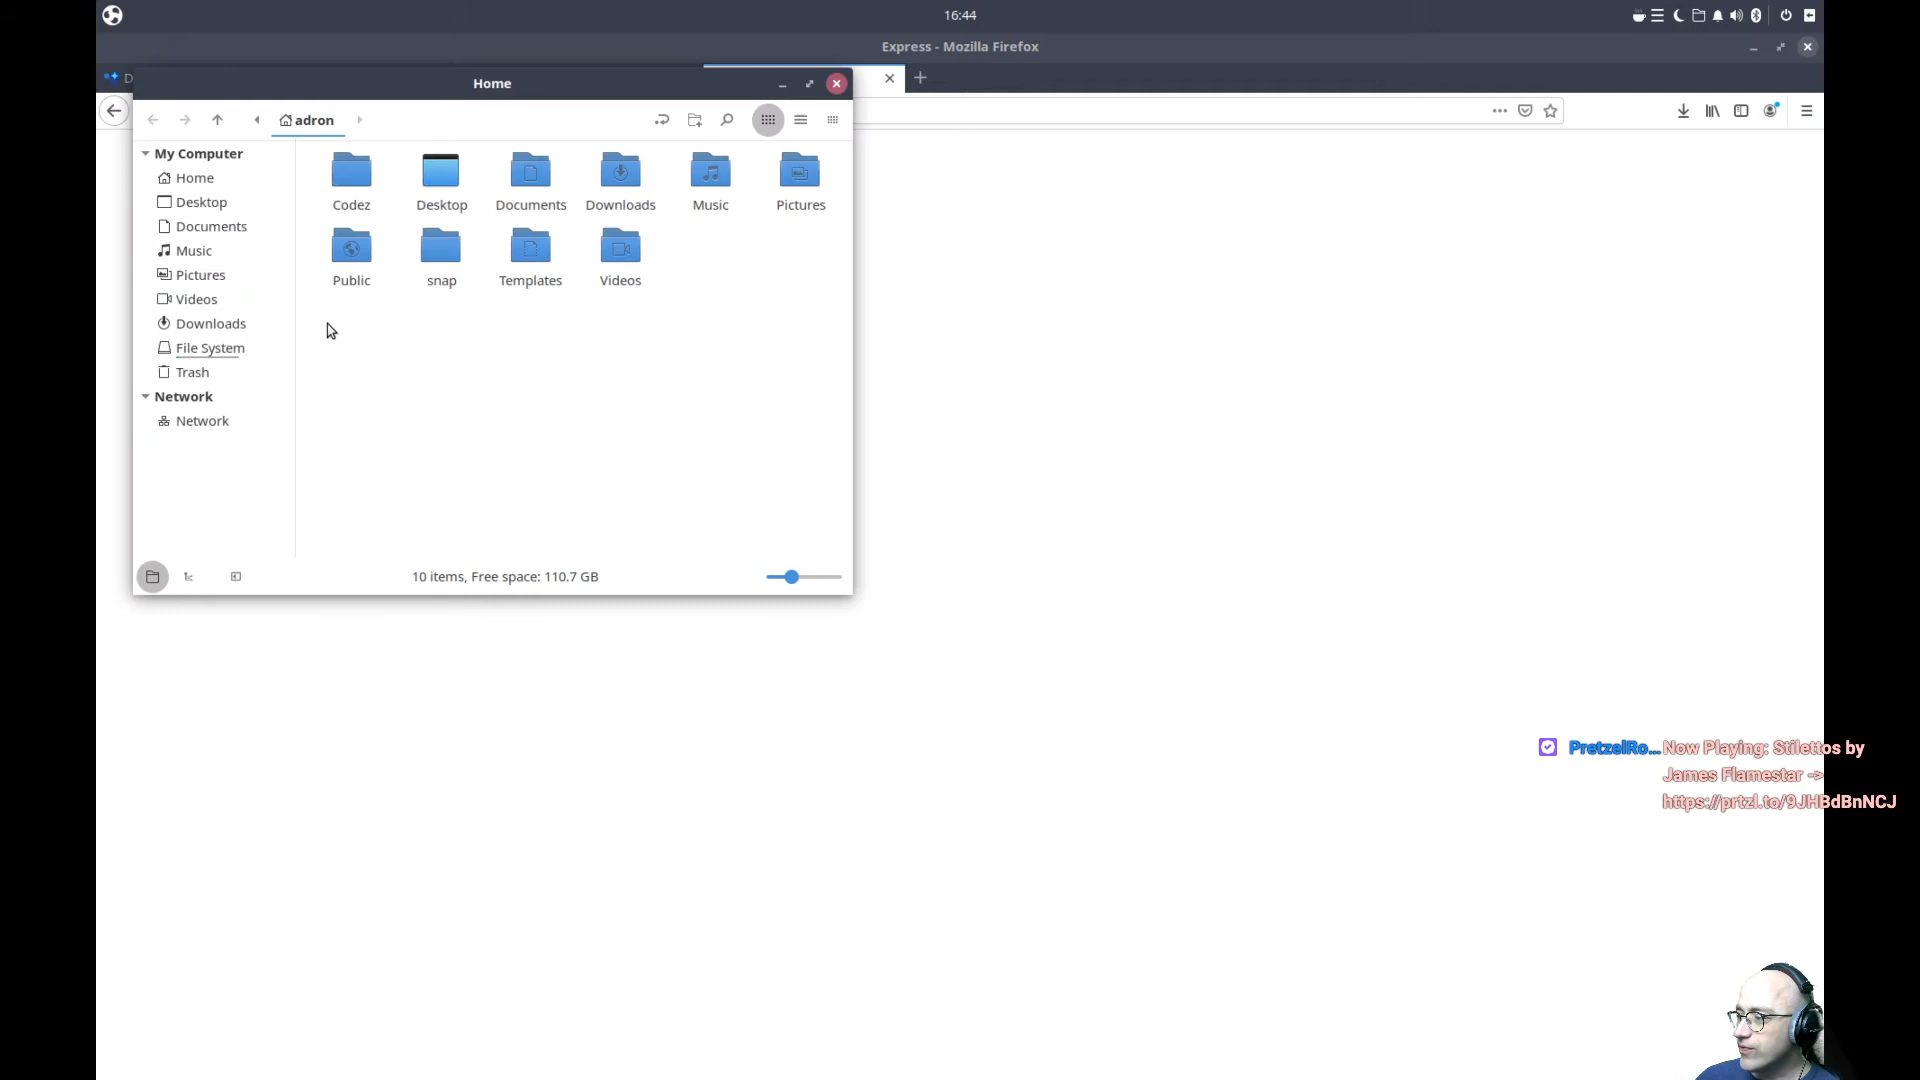 16:44
Express - Mozilla Firefox
D
Home
adron
My Computer
Home
Desktop
Documents
Music
Pictures
Videos
Downloads
File System
Trash
Network
Network
Codez
Desktop
Documents
Downloads
Music
Pictures
Public
snap
Templates
Videos
10 items, Free space: 110.7 GB
PretzelRo... Now Playing: Stilettos by
James Flamestar ->
https://prtzl.to/9JHBdBnNCJ